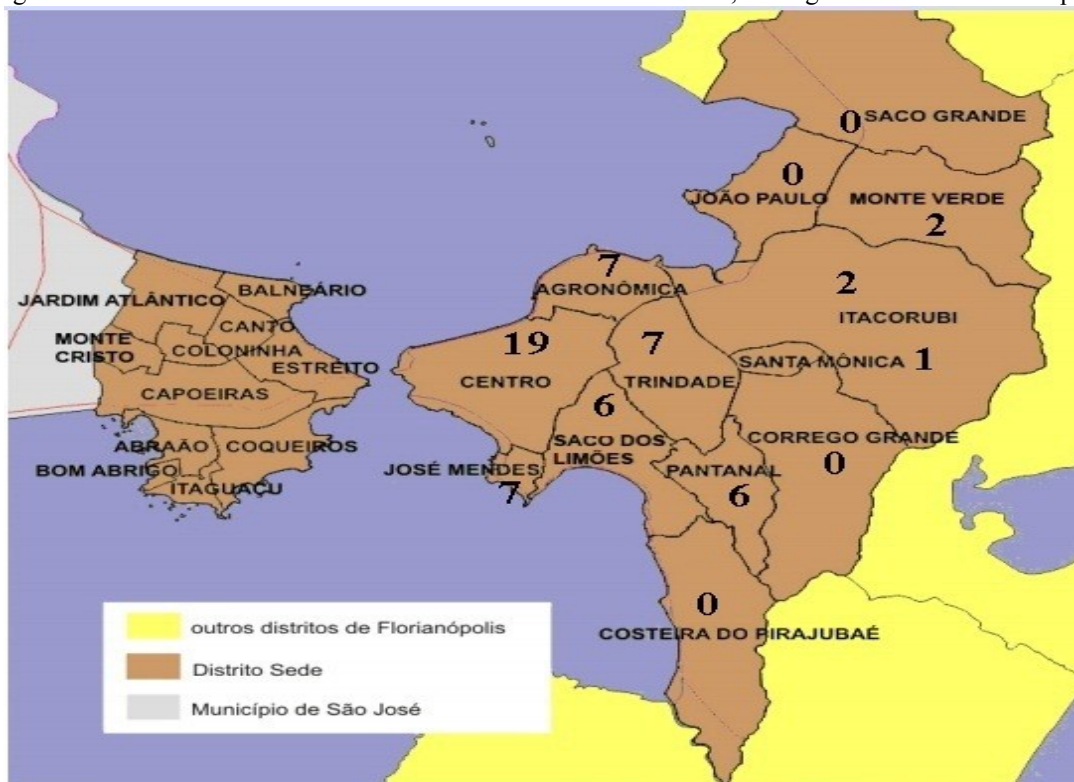 0 SACO GRANDE
0
JOÃO PAULO
MONTE VERDE
2
7
AGRONÔMICA
2
ITACORUBI
BALNEÁRIO
JARDIM ATLÂNTICO
CANTO
MONTE
CRISTO
COLONINHA
ESTREITO
CAPOEIRAS
19
CENTRO
7
TRINDADE
SANTA MÔNICA 1
6
SACO DOS
LIMÕES
CORREGO GRANDE
0
ABRAÃO
COQUEIROS
BOM ABRIGO
ITAGUAÇU
JOSÉ MENDES
7
PANTANAL
6
0
COSTEIRA DO PIRAJUBAÉ
outros distritos de Florianópolis
Distrito Sede
Município de São José